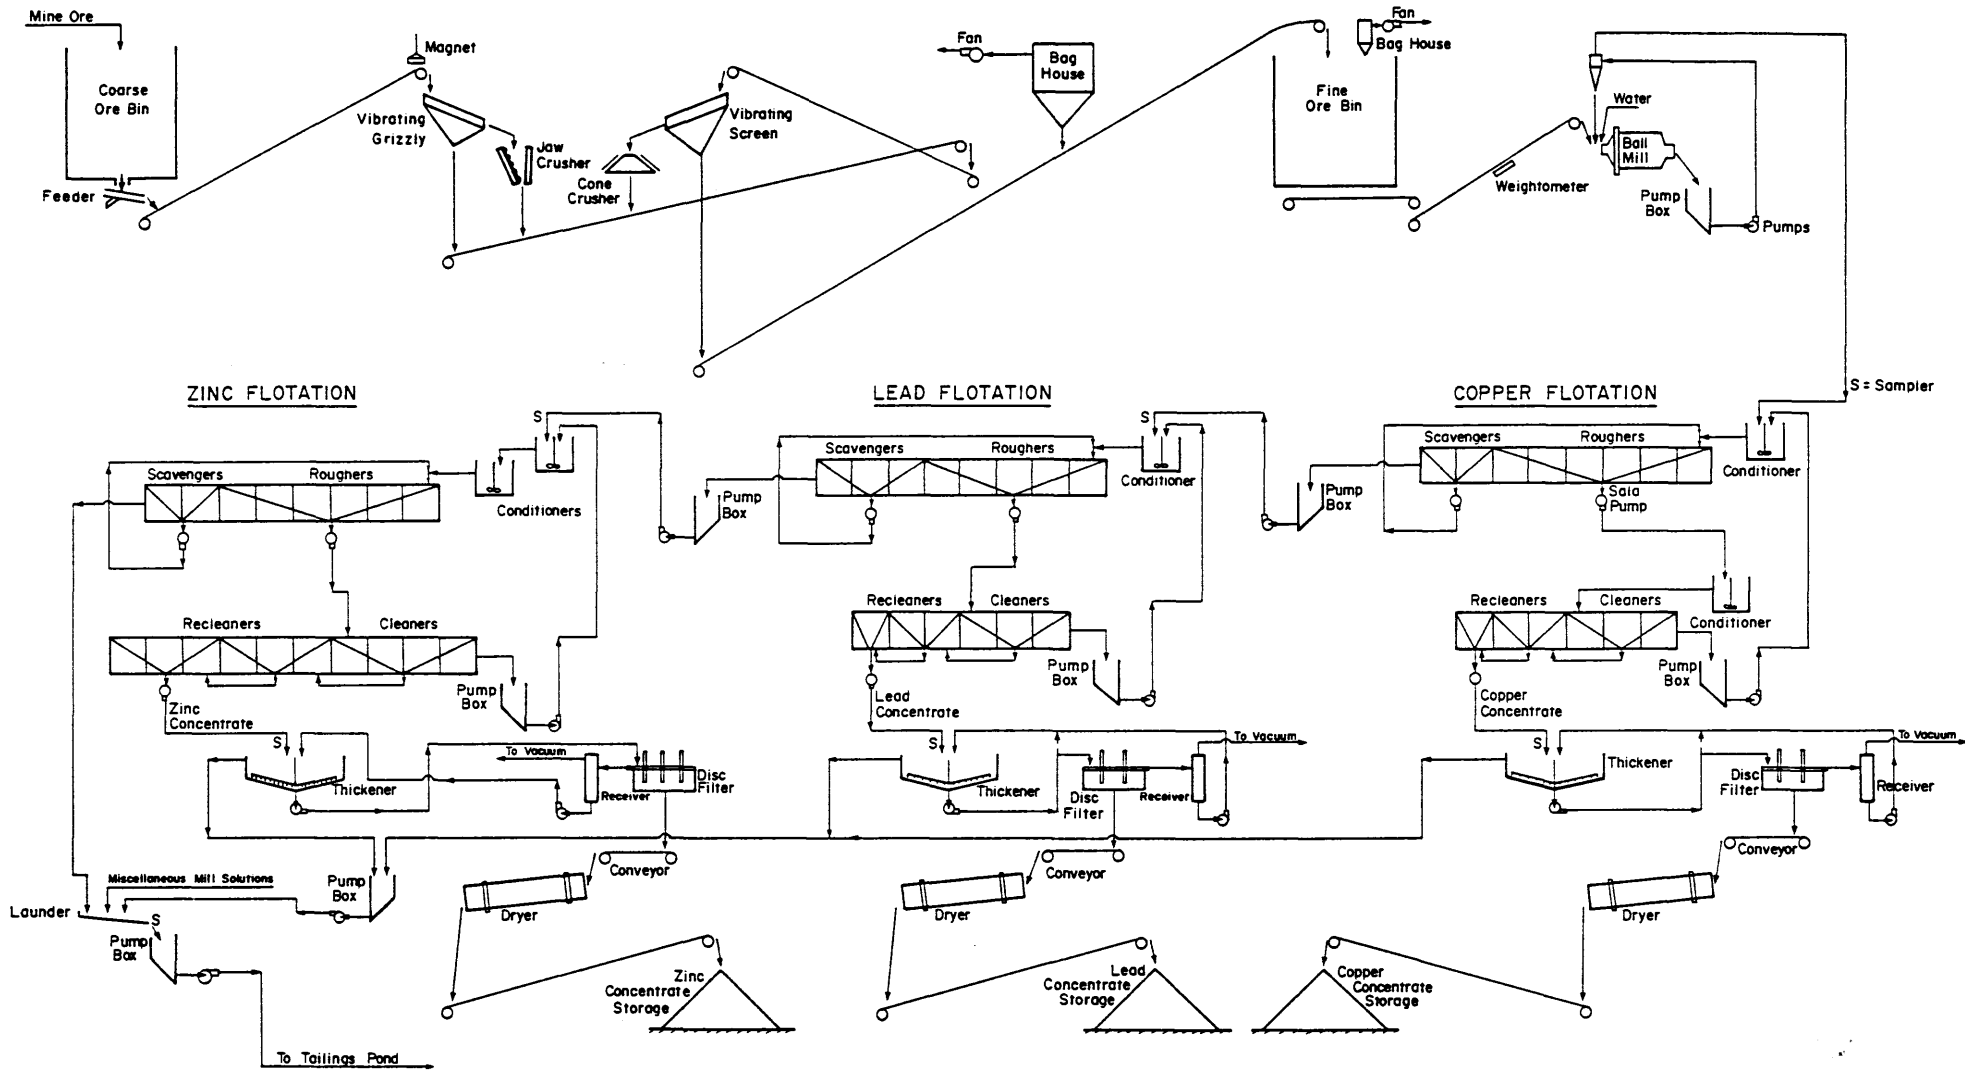 Mine Ore
Coarse
Ore Bin
Feeder
Magnet
Vibrating
Grizzly
Jaw
Crusher
Cone
Crusher
Vibrating
Screen
Fan
Bag
House
Fine
Ore Bin
Fan
Bag House
Water
Ball
Mill
Weightometer
Pump
Box
Pumps
ZINC FLOTATION
LEAD FLOTATION
COPPER FLOTATION
S = Sampler
S
Scavengers
Roughers
Conditioners
Pump
Box
S
Scavengers
Roughers
Conditioner
Pump
Box
Scavengers
Roughers
Conditioner
Sala
Pump
Recleaners
Cleaners
Pump
Box
Zinc
Concentrate
Recleaners
Cleaners
Pump
Box
Lead
Concentrate
Recleaners
Cleaners
Conditioner
Pump
Box
Copper
Concentrate
S
Thickener
To Vacuum
Receiver
Disc
Filter
S
Thickener
Disc
Filter
Receiver
To Vacuum
S
Thickener
Disc
Filter
Receiver
To Vacuum
Conveyor
Dryer
Conveyor
Dryer
Conveyor
Dryer
Miscellaneous Mill Solutions
Pump
Box
Launder
S
Pump
Box
Zinc
Concentrate
Storage
Lead
Concentrate
Storage
Copper
Concentrate
Storage
To Tailings Pond